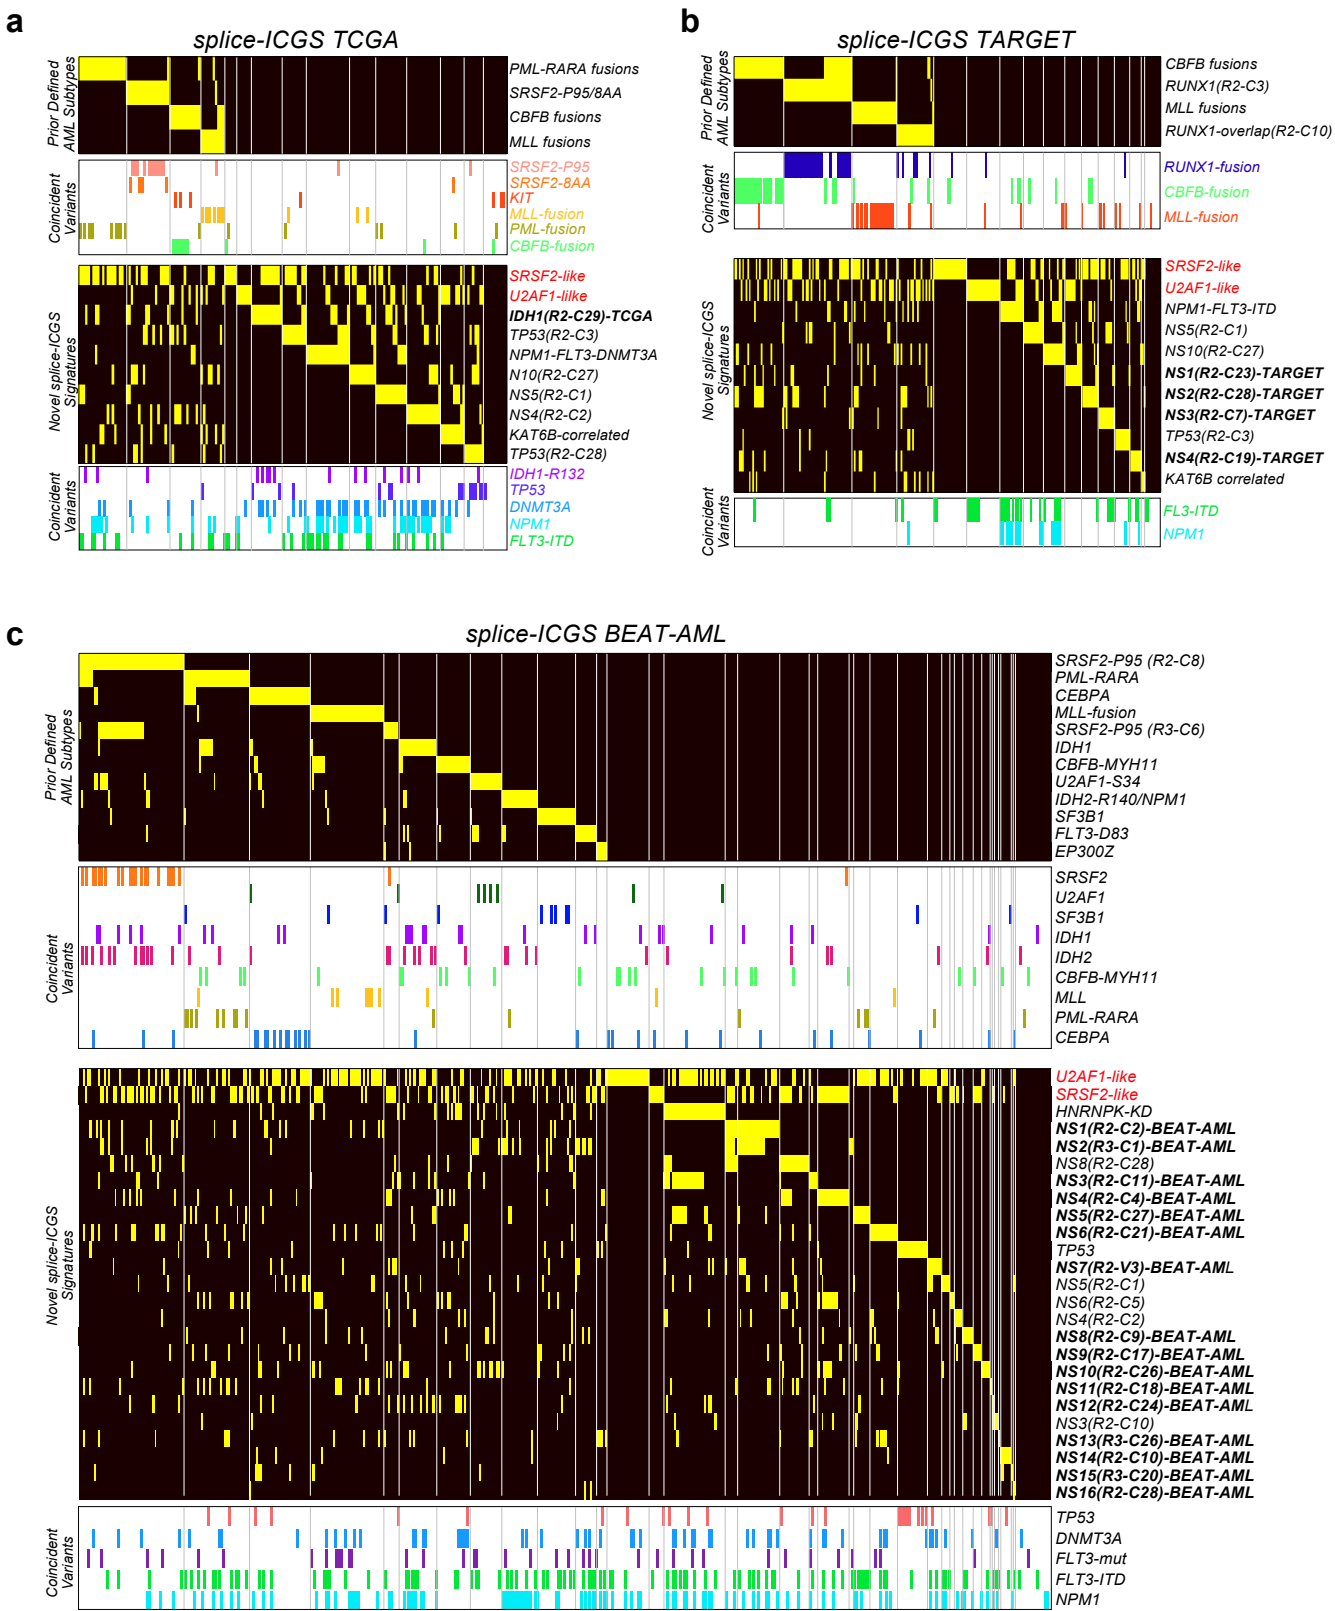 a
splice-ICGS TCGA
Prior Defined
AML Subtypes
PML-RARA fusions
SRSF2-P95/8AA
CBFB fusions
MLL fusions
Coincident
Variants
SRSF2-P95
SRSF2-8AA
KIT
MLL-fusion
PML-fusion
CBFB-fusion
Novel splice-ICGS
Signatures
SRSF2-like
U2AF1-lilke
IDH1(R2-C29)-TCGA
TP53(R2-C3)
NPM1-FLT3-DNMT3A
N10(R2-C27)
NS5(R2-C1)
NS4(R2-C2)
KAT6B-correlated
TP53(R2-C28)
Coincident
Variants
IDH1-R132
TP53
DNMT3A
NPM1
FLT3-ITD
b
splice-ICGS TARGET
Prior Defined
AML Subtypes
CBFB fusions
RUNX1(R2-C3)
MLL fusions
RUNX1-overlap(R2-C10)
Coincident
Variants
RUNX1-fusion
CBFB-fusion
MLL-fusion
Novel splice-ICGS
Signatures
SRSF2-like
U2AF1-like
NPM1-FLT3-ITD
NS5(R2-C1)
NS10(R2-C27)
NS1(R2-C23)-TARGET
NS2(R2-C28)-TARGET
NS3(R2-C7)-TARGET
TP53(R2-C3)
NS4(R2-C19)-TARGET
KAT6B correlated
Coincident
Variants
FL3-ITD
NPM1
c
splice-ICGS BEAT-AML
Prior Defined
AML Subtypes
SRSF2-P95 (R2-C8)
PML-RARA
CEBPA
MLL-fusion
SRSF2-P95 (R3-C6)
IDH1
CBFB-MYH11
U2AF1-S34
IDH2-R140/NPM1
SF3B1
FLT3-D83
EP300Z
Coincident
Variants
SRSF2
U2AF1
SF3B1
IDH1
IDH2
CBFB-MYH11
MLL
PML-RARA
CEBPA
Novel splice-ICGS
Signatures
U2AF1-like
SRSF2-like
HNRNPK-KD
NS1(R2-C2)-BEAT-AML
NS2(R3-C1)-BEAT-AML
NS8(R2-C28)
NS3(R2-C11)-BEAT-AML
NS4(R2-C4)-BEAT-AML
NS5(R2-C27)-BEAT-AML
NS6(R2-C21)-BEAT-AML
TP53
NS7(R2-V3)-BEAT-AML
NS5(R2-C1)
NS6(R2-C5)
NS4(R2-C2)
NS8(R2-C9)-BEAT-AML
NS9(R2-C17)-BEAT-AML
NS10(R2-C26)-BEAT-AML
NS11(R2-C18)-BEAT-AML
NS12(R2-C24)-BEAT-AML
NS3(R2-C10)
NS13(R3-C26)-BEAT-AML
NS14(R2-C10)-BEAT-AML
NS15(R3-C20)-BEAT-AML
NS16(R2-C28)-BEAT-AML
Coincident
Variants
TP53
DNMT3A
FLT3-mut
FLT3-ITD
NPM1